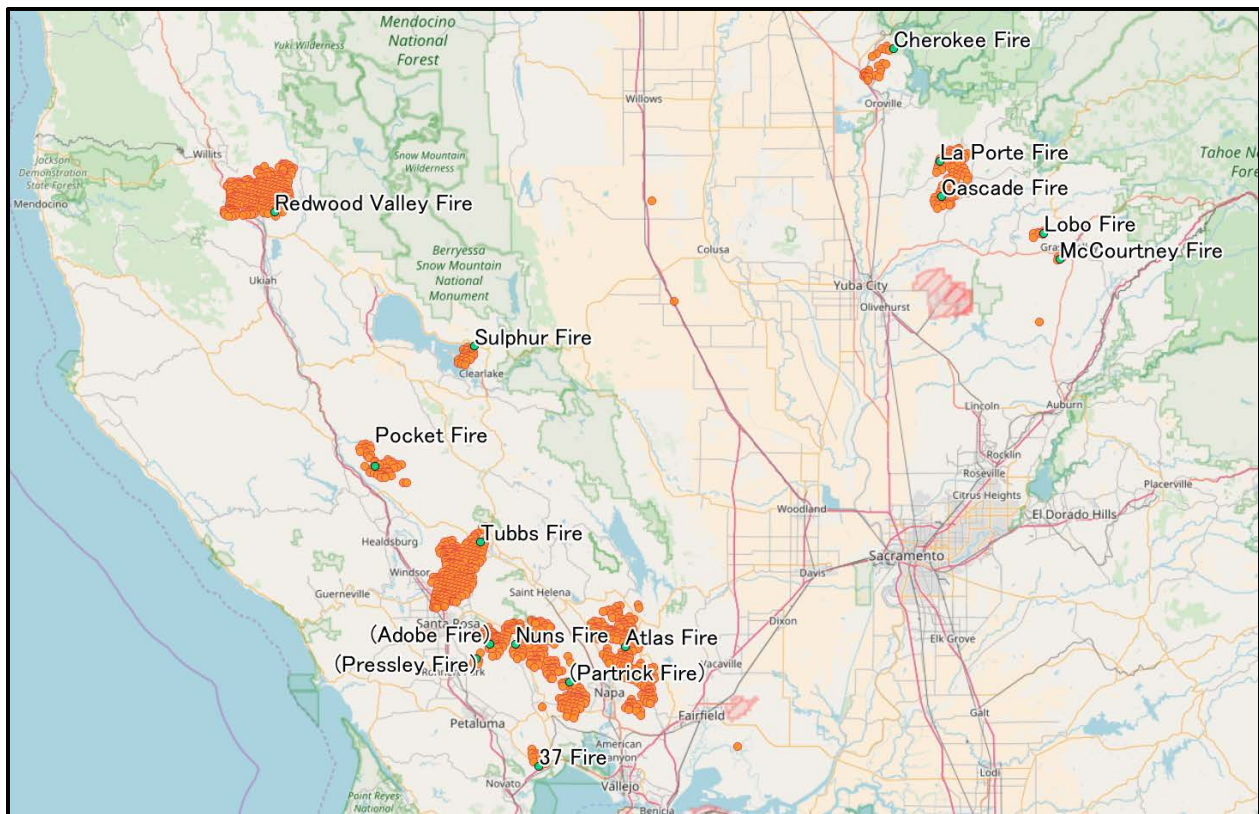 Mendocino
National
Forest
Yuki Wilderness
Cherokee Fire
Willows
Oroville
Willits
Snow Mountain
Wilderness
La Porte Fire
Jackson
Demonstration
State Forest
Mendocino
Cascade Fire
Redwood Valley Fire
Lobo Fire
McCourtney Fire
Colusa
Berryessa
Snow Mountain
National
Monument
Ukiah
Yuba City
Olivehurst
Sulphur Fire
Clearlake
Lincoln
Auburn
Pocket Fire
Rocklin
Roseville
Citrus Heights
Placerville
Woodland
El Dorado Hills
Healdsburg
Tubbs Fire
Sacramento
Windsor
Davis
Guerneville
Saint Helena
Dixon
Santa Rosa
Elk Grove
(Adobe Fire)
Nuns Fire
Atlas Fire
(Pressley Fire)
Vacaville
(Partrick Fire)
Napa
Petaluma
Fairfield
Galt
American
Canyon
37 Fire
Novato
Vallejo
Lodi
Point Reyes
National
Benicia